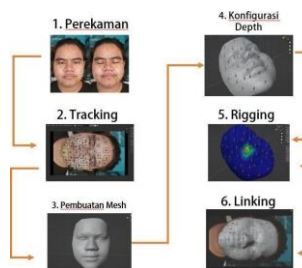 1. Perekaman
2. Tracking
3. Pembuatan Mesh
4. Konfigurasi
Depth
5. Rigging
6. Linking